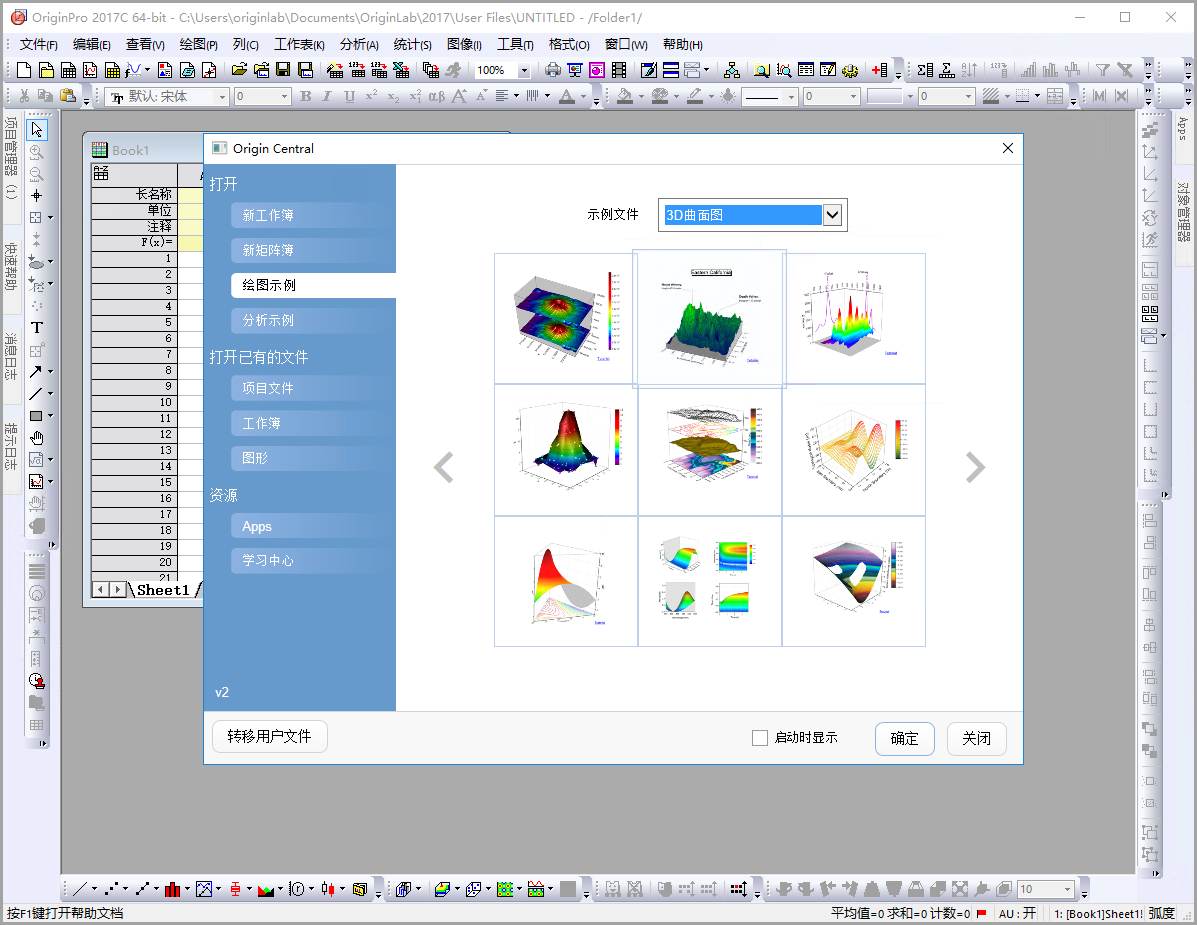 OriginPro 2017C 64-bit - C:\Users\originlab\Documents\OriginLab\2017\User Files\UNTITLED - /Folder1/
文件(F) 编辑(E) 查看(V) 绘图(P) 列(C) 工作表(K) 分析(A) 统计(S) 图像(I) 工具(T) 格式(O) 窗口(W) 帮助(H)
100%
默认: 宋体 0 B I U αβ A A A 0 0
项目管理器 (1)
快速帮助
消息日志
提示日志
Apps
对象管理器
Book1
长名称
单位
注释
F(x)=
1
2
3
4
5
6
7
8
9
10
11
12
13
14
15
16
17
18
19
20
21
Sheet1
Origin Central
打开
新工作簿
新矩阵簿
绘图示例
分析示例
打开已有的文件
项目文件
工作簿
图形
资源
Apps
学习中心
v2
示例文件 3D曲面图
Eastern California
转移用户文件
启动时显示
确定
关闭
10
按F1键打开帮助文档
平均值=0 求和=0 计数=0 AU : 开 1: [Book1]Sheet1! 弧度